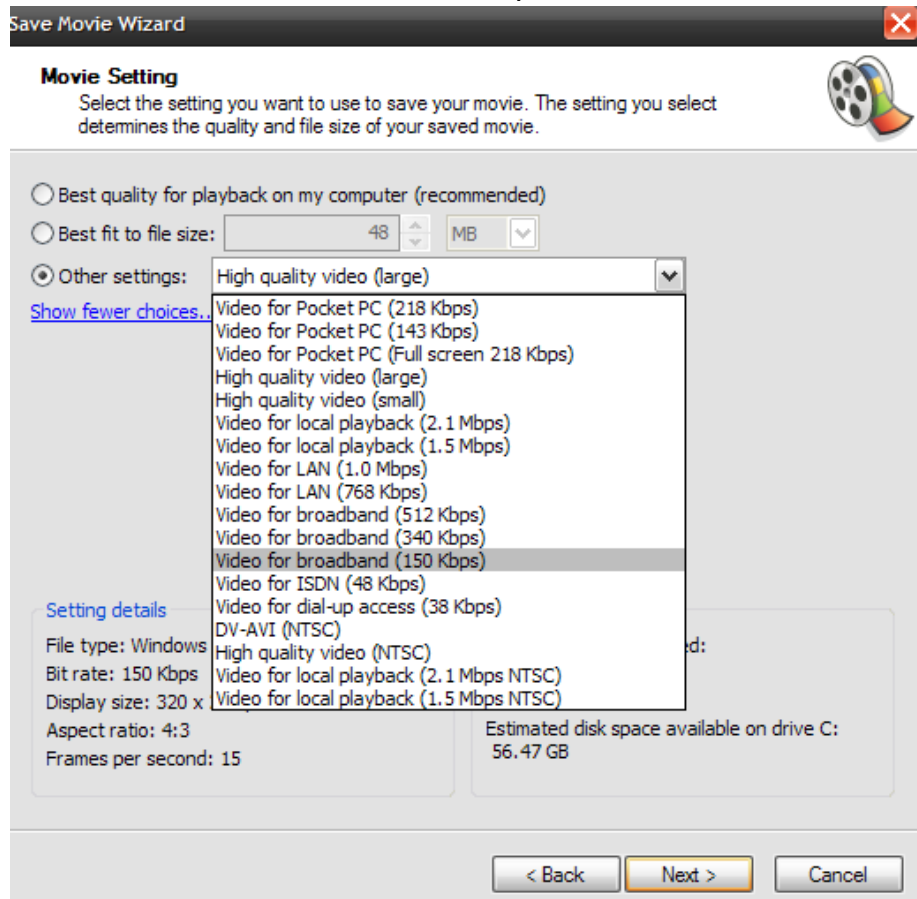 Save Movie Wizard
Movie Setting
Select the setting you want to use to save your movie. The setting you select
determines the quality and file size of your saved movie.
Best quality for playback on my computer (recommended)
Best fit to file size: 48 MB
Other settings: High quality video (large)
Show fewer choices..
Video for Pocket PC (218 Kbps)
Video for Pocket PC (143 Kbps)
Video for Pocket PC (Full screen 218 Kbps)
High quality video (large)
High quality video (small)
Video for local playback (2.1 Mbps)
Video for local playback (1.5 Mbps)
Video for LAN (1.0 Mbps)
Video for LAN (768 Kbps)
Video for broadband (512 Kbps)
Video for broadband (340 Kbps)
Video for broadband (150 Kbps)
Video for ISDN (48 Kbps)
Video for dial-up access (38 Kbps)
DV-AVI (NTSC)
High quality video (NTSC)
Video for local playback (2.1 Mbps NTSC)
Video for local playback (1.5 Mbps NTSC)
Setting details
File type: Windows
Bit rate: 150 Kbps
Display size: 320 x
Aspect ratio: 4:3
Frames per second: 15
Estimated disk space available on drive C:
56.47 GB
< Back Next > Cancel